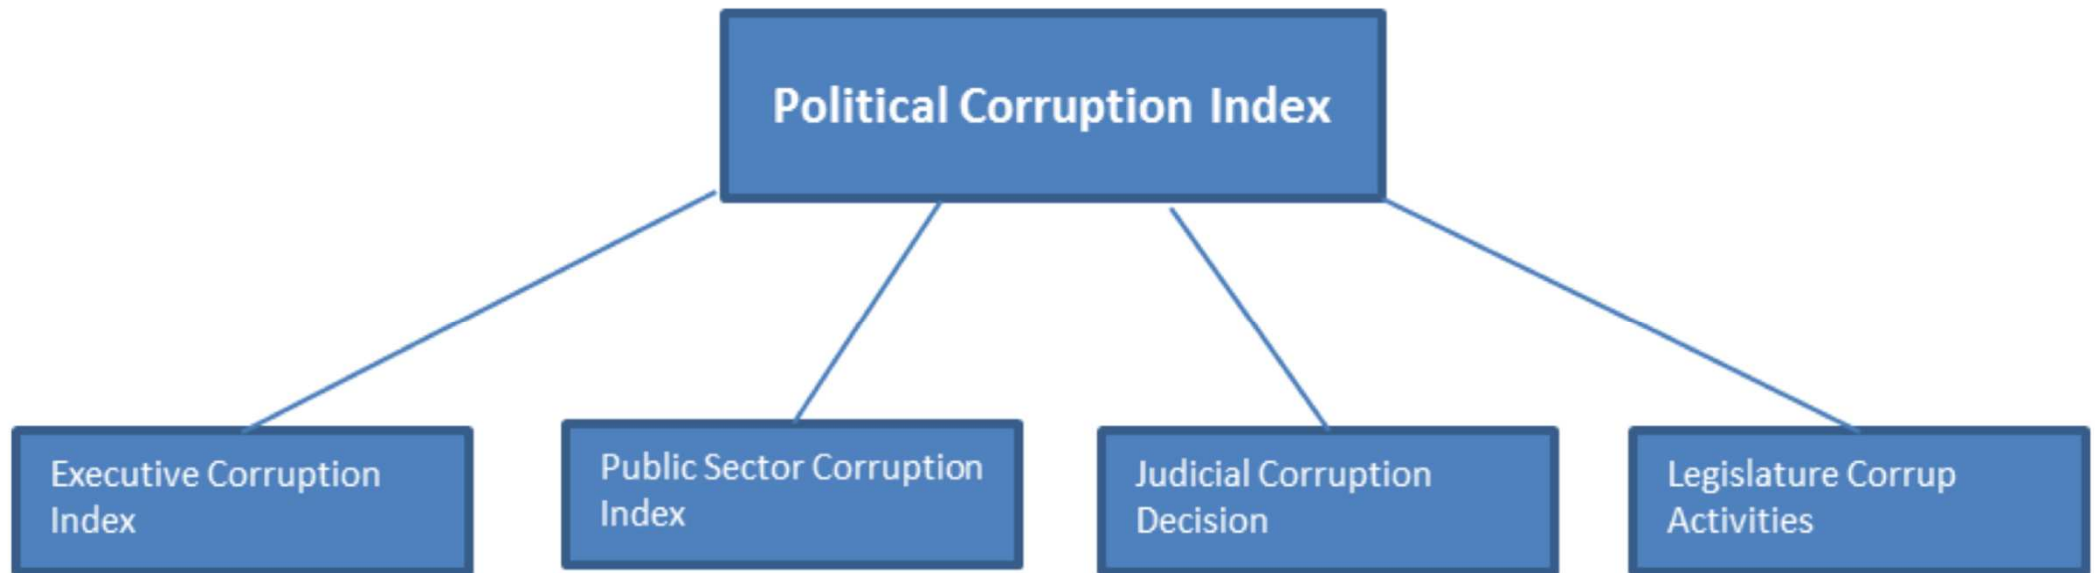 Political Corruption Index
Executive Corruption
Index
Public Sector Corruption
Index
Judicial Corruption
Decision
Legislature Corrup
Activities